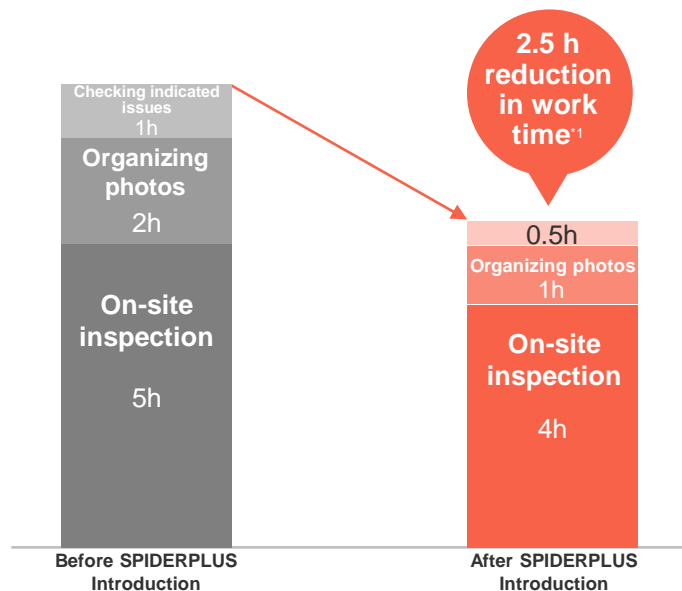 Checking indicated
issues
1h
Organizing
photos
2h
On-site
inspection
5h
Before SPIDERPLUS
Introduction
2.5 h
reduction
in work
time*1
0.5h
Organizing photos
1h
On-site
inspection
4h
After SPIDERPLUS
Introduction